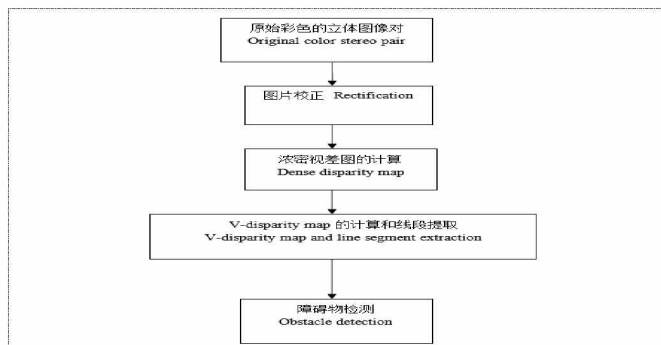 原始彩色的立体图像对
Original color stereo pair
图片校正 Rectification
浓密视差图的计算
Dense disparity map
V-disparity map 的计算和线段提取
V-disparity map and line segment extraction
障碍物检测
Obstacle detection